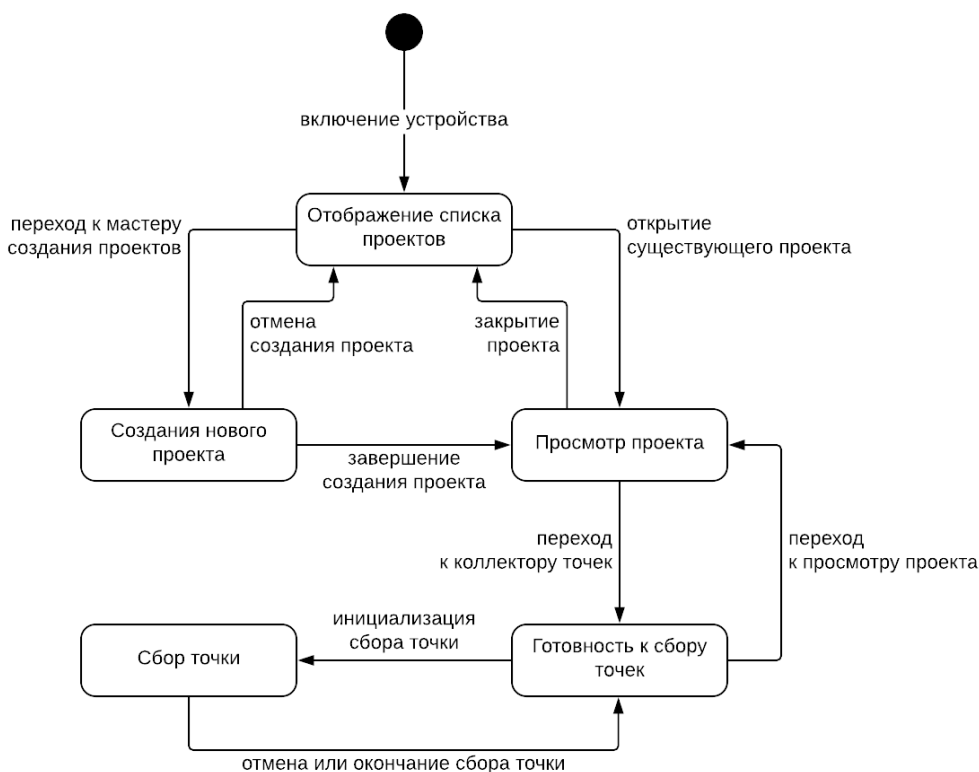 включение устройства
Отображение списка
проектов
переход к мастеру
создания проектов
открытие
существующего проекта
отмена
создания проекта
закрытие
проекта
Создания нового
проекта
Просмотр проекта
завершение
создания проекта
переход
к коллектору точек
переход
к просмотру проекта
инициализация
сбора точки
Сбор точки
Готовность к сбору
точек
отмена или окончание сбора точки